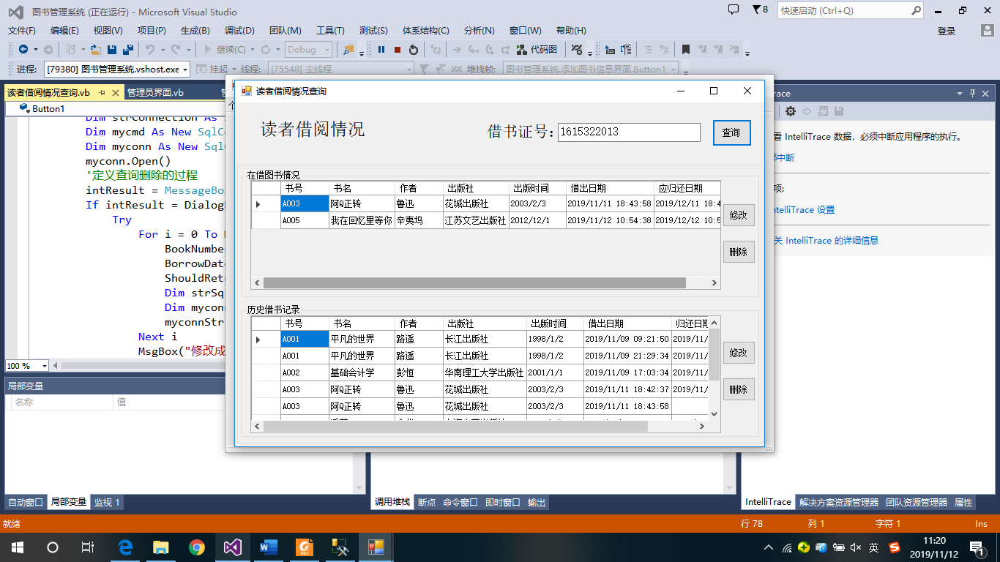 图书管理系统 (正在运行) - Microsoft Visual Studio
8
快速启动 (Ctrl+Q)
文件(F) 编辑(E) 视图(V) 项目(P) 生成(B) 调试(D) 团队(M) 工具(T) 测试(S) 体系结构(C) 分析(N) 窗口(W) 帮助(H)
登录
继续(C) Debug 代码图
进程: [79380] 图书管理系统.vshost.exe 挂起 线程: [75548] 主线程 堆栈帧: 图书管理系统.添加图书信息界面.Button1
读者借阅情况查询.vb 管理员界面.vb
Button1
Dim strConnection As
Dim mycmd As New SqlCo
Dim myconn As New SqlC
myconn.Open()
'定义查询删除的过程
intResult = MessageBo
If intResult = Dialog
Try
For i = 0 To
BookNumbe
BorrowDat
ShouldRet
Dim strSq
Dim mycon
myconnStr
Next i
MsgBox("修改成
100 %
局部变量
名称 值
自动窗口 局部变量 监视 1
读者借阅情况查询
读者借阅情况 借书证号: 1615322013 查询
在借图书情况
书号 书名 作者 出版社 出版时间 借出日期 应归还日期
A003 阿Q正转 鲁迅 花城出版社 2003/2/3 2019/11/11 18:43:58 2019/12/11 18:4
A005 我在回忆里等你 辛夷坞 江苏文艺出版社 2012/12/1 2019/11/12 10:54:38 2019/12/12 10:5
修改
删除
历史借书记录
书号 书名 作者 出版社 出版时间 借出日期 归还日期
A001 平凡的世界 路遥 长江出版社 1998/1/2 2019/11/09 09:21:50 2019/11/
A001 平凡的世界 路遥 长江出版社 1998/1/2 2019/11/09 21:29:34 2019/11/
A002 基础会计学 彭恒 华南理工大学出版社 2001/1/1 2019/11/09 17:03:34 2019/11/
A003 阿Q正转 鲁迅 花城出版社 2003/2/3 2019/11/11 18:42:37 2019/11/
A003 阿Q正转 鲁迅 花城出版社 2003/2/3 2019/11/11 18:43:58
修改
删除
race
看 IntelliTrace 数据，必须中断应用程序的执行。
部中断
项:
IntelliTrace 设置
关 IntelliTrace 的详细信息
调用堆栈 断点 命令窗口 即时窗口 输出
IntelliTrace 解决方案资源管理器 团队资源管理器 属性
就绪 行 78 列 1 字符 1 Ins
英
11:20
2019/11/12
1